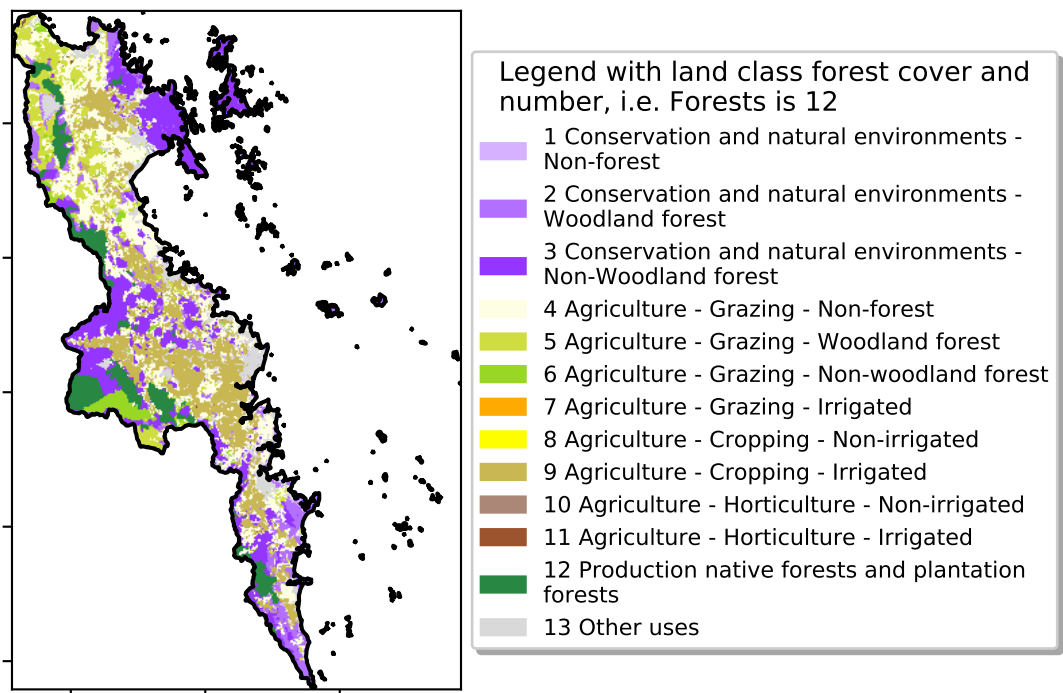 Legend with land class forest cover and
number, i.e. Forests is 12
1 Conservation and natural environments -
Non-forest
2 Conservation and natural environments -
Woodland forest
3 Conservation and natural environments -
Non-Woodland forest
4 Agriculture - Grazing - Non-forest
5 Agriculture - Grazing - Woodland forest
6 Agriculture - Grazing - Non-woodland forest
7 Agriculture - Grazing - Irrigated
8 Agriculture - Cropping - Non-irrigated
9 Agriculture - Cropping - Irrigated
10 Agriculture - Horticulture - Non-irrigated
11 Agriculture - Horticulture - Irrigated
12 Production native forests and plantation
forests
13 Other uses